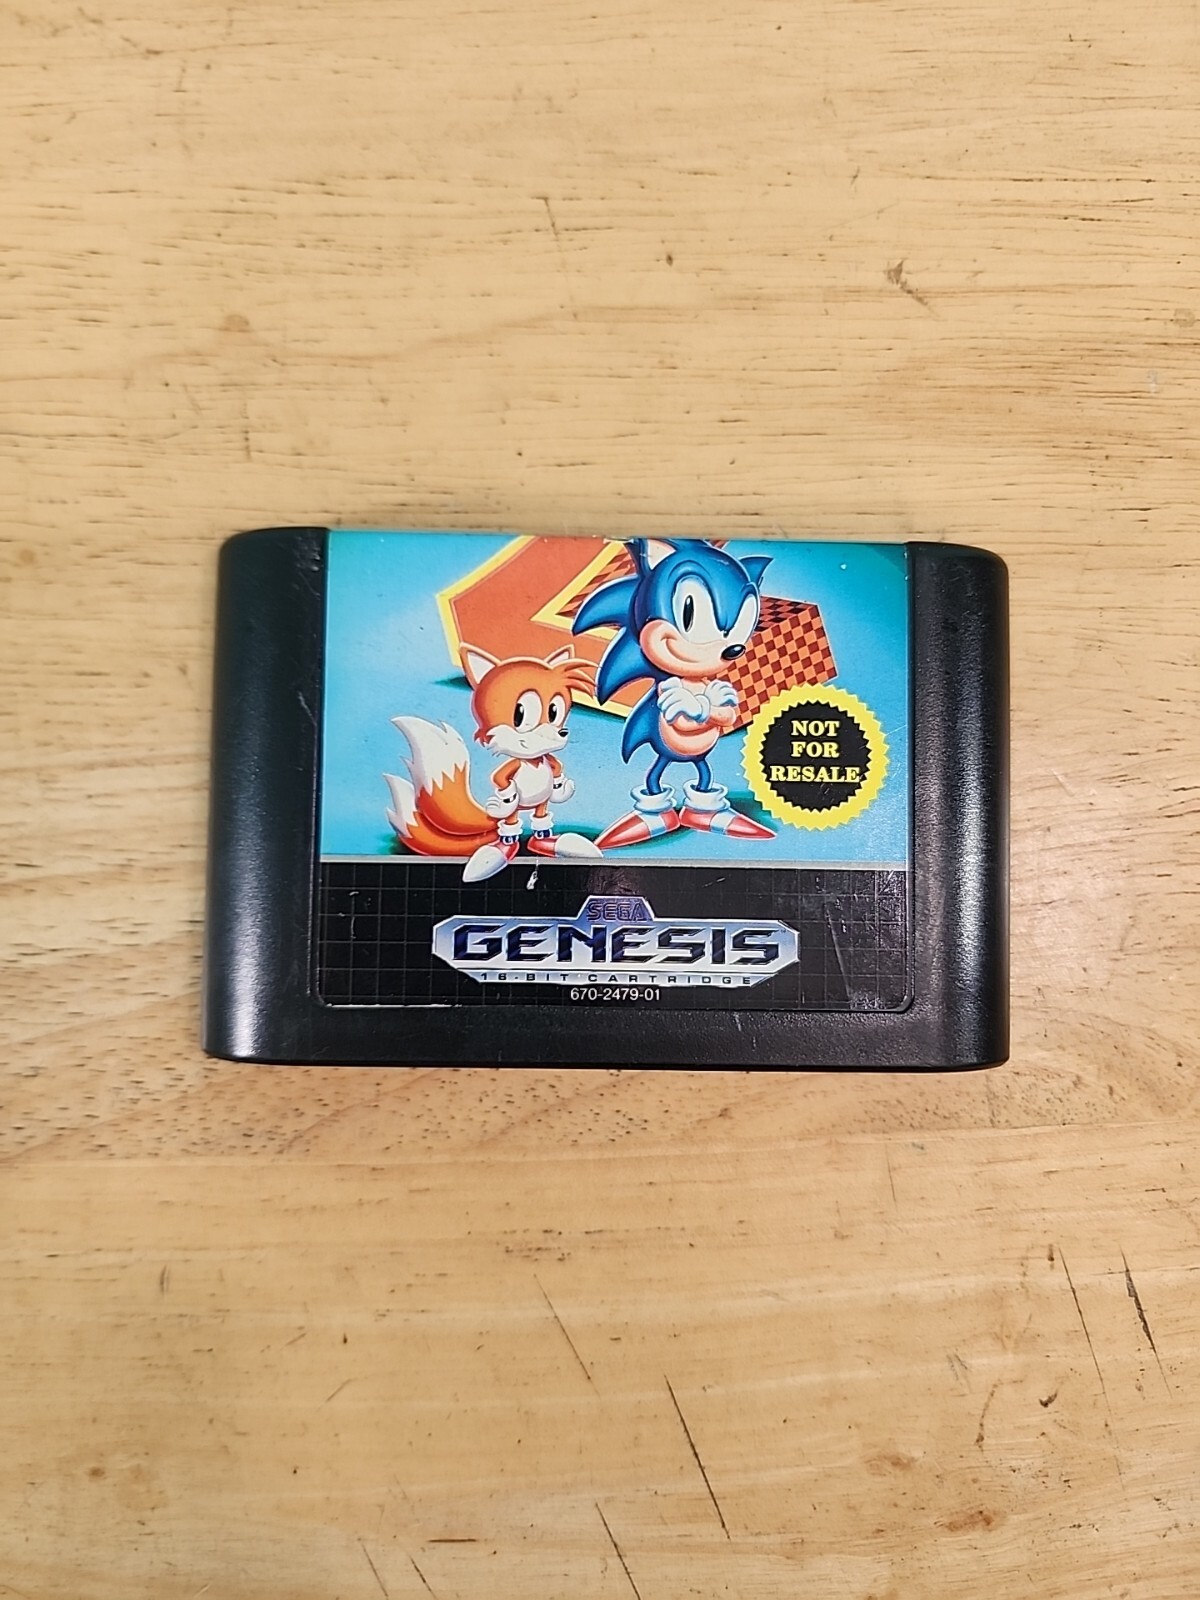 NOT
FOR
RESALE
SEGA
GENESIS
16-BIT CARTRIDGE
670-2479-01